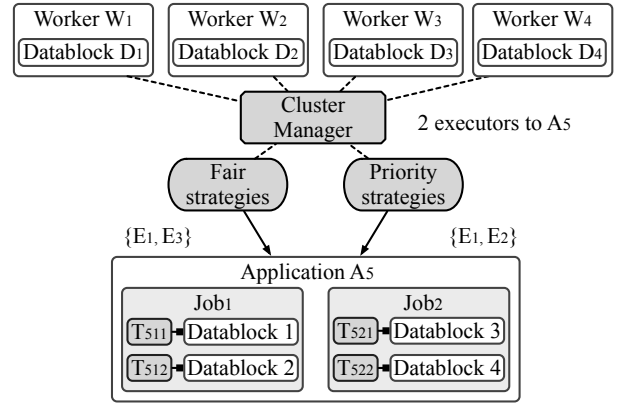 Worker W1 Worker W2 Worker W3 Worker W4
Datablock D1 Datablock D2 Datablock D3 Datablock D4
Cluster
Manager
2 executors to A5
Fair
strategies
Priority
strategies
{E1, E3} {E1, E2}
Application A5
Job1 Job2
T511 Datablock 1 T521 Datablock 3
T512 Datablock 2 T522 Datablock 4